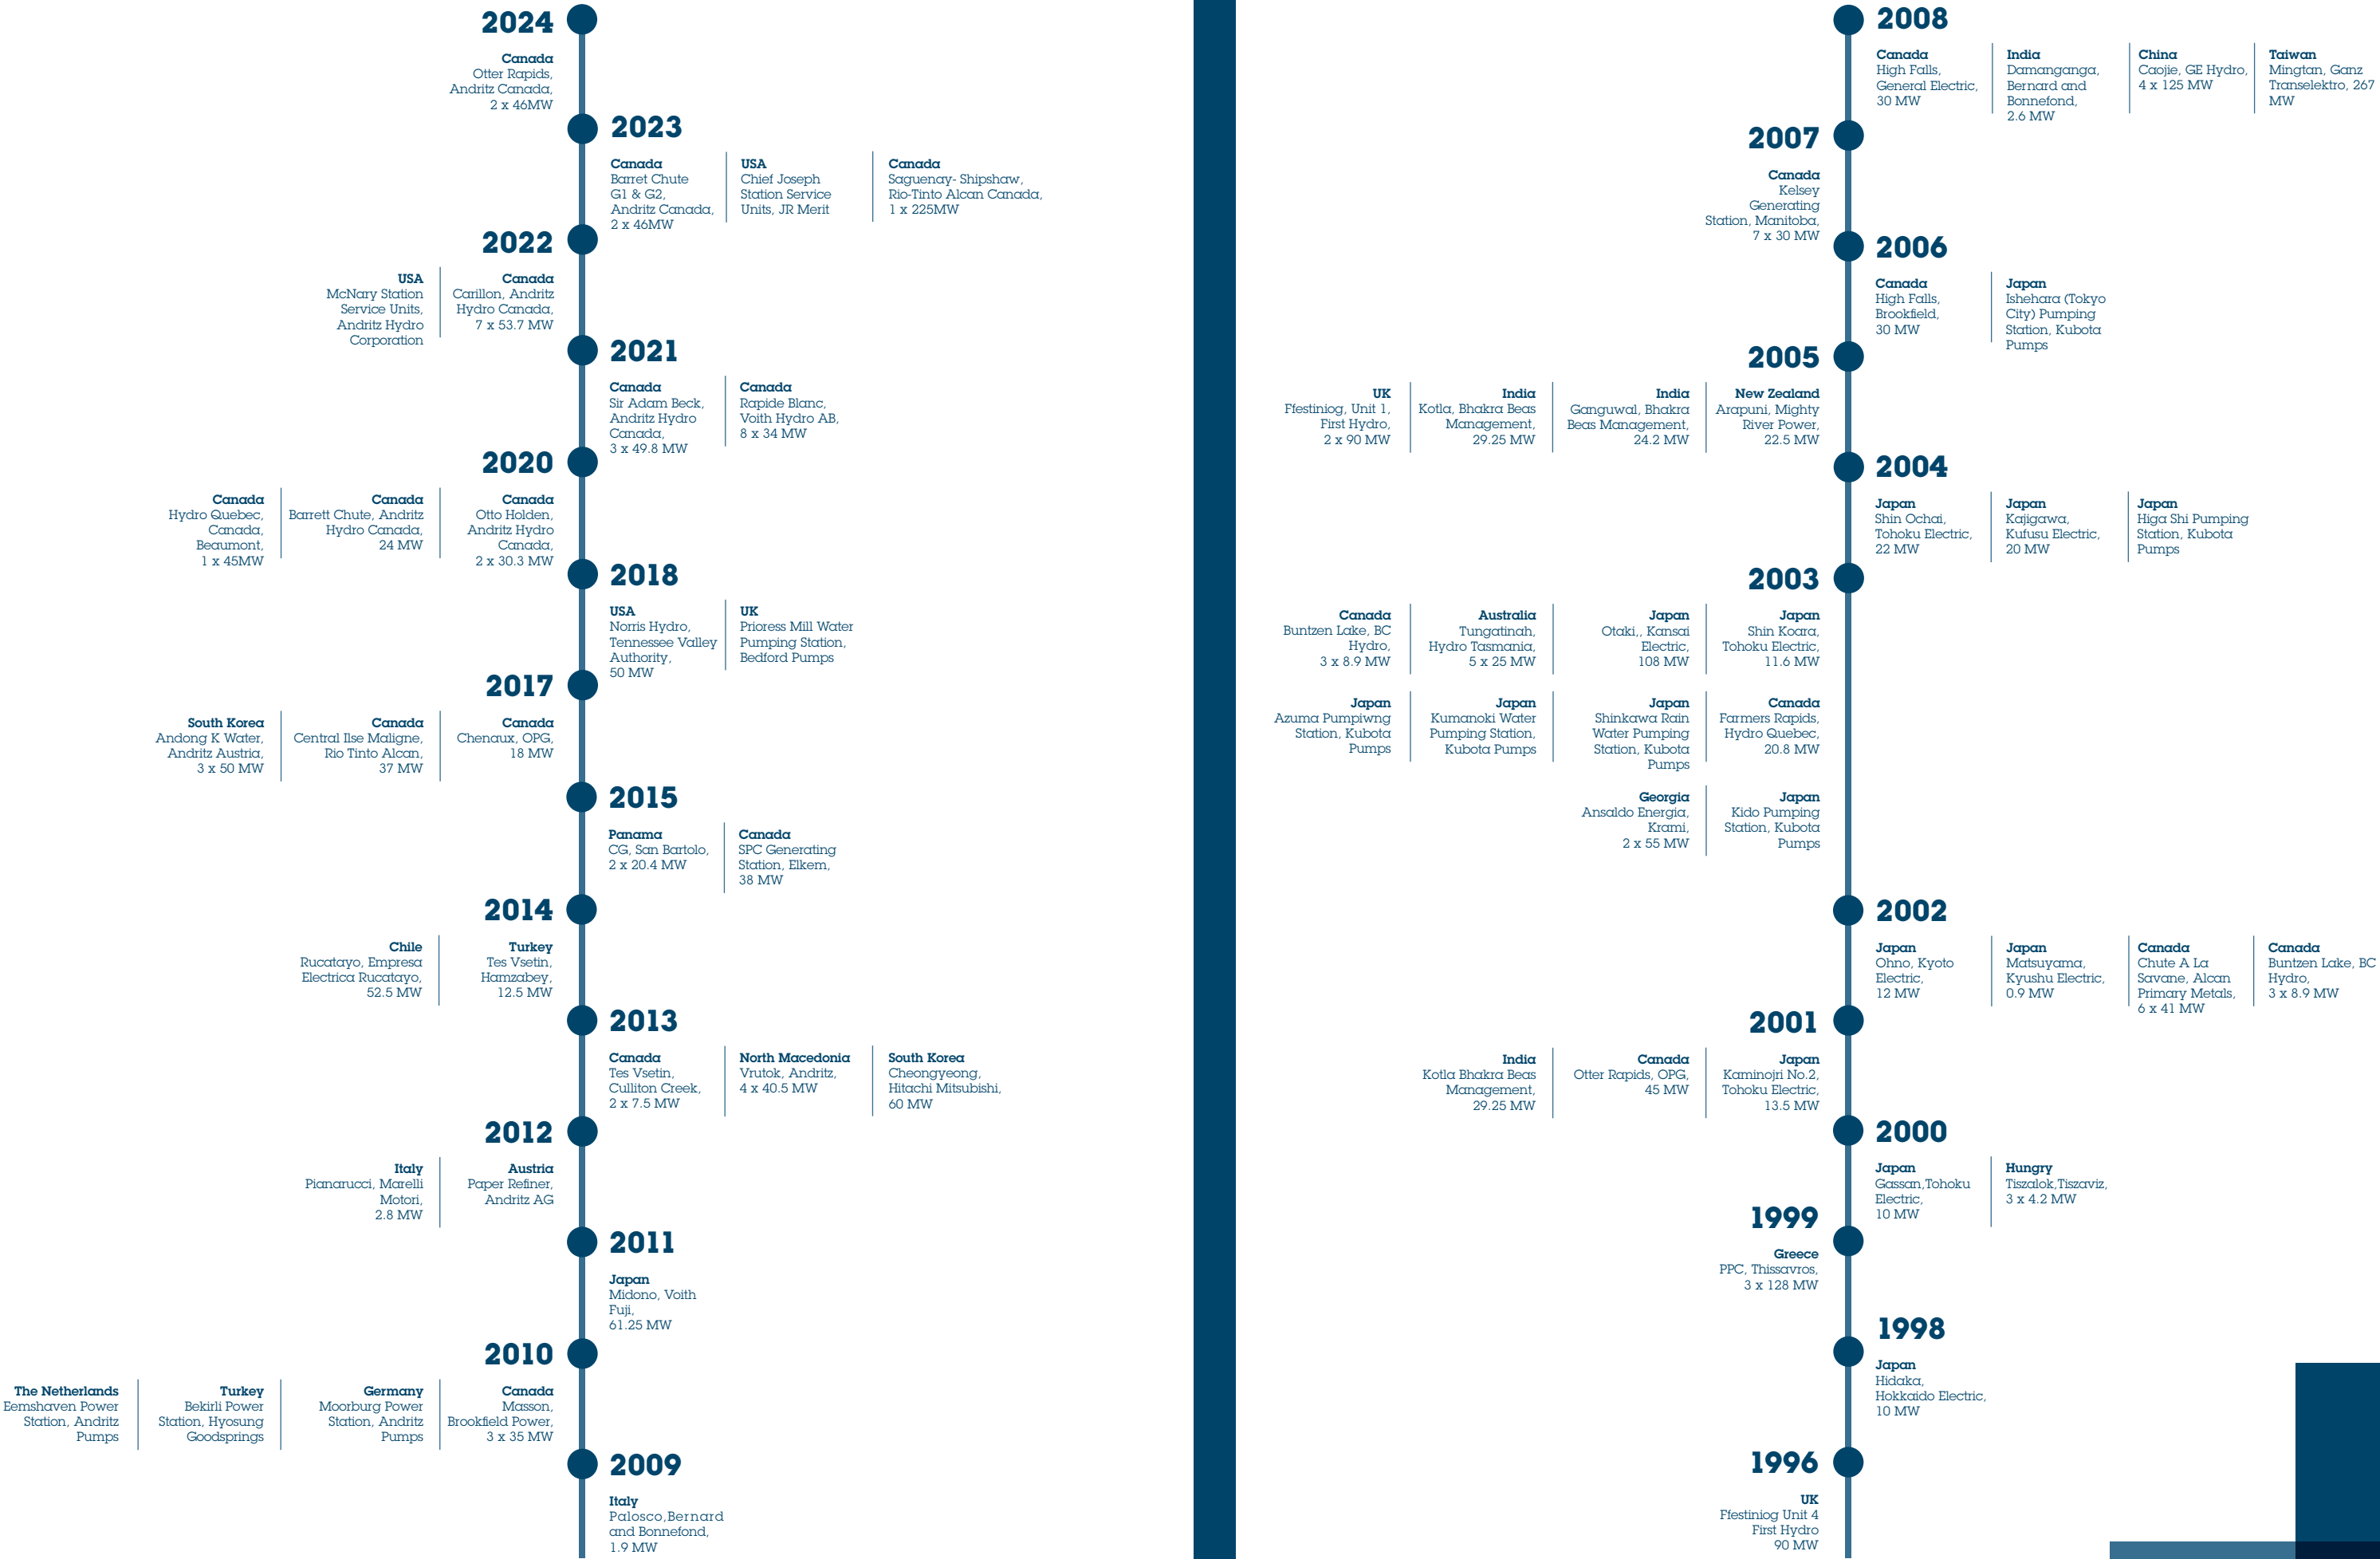 2024
Canada
Otter Rapids,
Andritz Canada,
2 x 46MW
2023
Canada
Barret Chute
G1 & G2,
Andritz Canada,
2 x 46MW
USA
Chief Joseph
Station Service
Units, JR Merit
Canada
Saguenay- Shipshaw,
Rio-Tinto Alcan Canada,
1 x 225MW
2022
USA
McNary Station
Service Units,
Andritz Hydro
Corporation
Canada
Carillon, Andritz
Hydro Canada,
7 x 53.7 MW
2021
Canada
Sir Adam Beck,
Andritz Hydro
Canada,
3 x 49.8 MW
Canada
Rapide Blanc,
Voith Hydro AB,
8 x 34 MW
2020
Canada
Hydro Quebec,
Canada,
Beaumont,
1 x 45MW
Canada
Barrett Chute, Andritz
Hydro Canada,
24 MW
Canada
Otto Holden,
Andritz Hydro
Canada,
2 x 30.3 MW
2018
USA
Norris Hydro,
Tennessee Valley
Authority,
50 MW
UK
Prioress Mill Water
Pumping Station,
Bedford Pumps
2017
South Korea
Andong K Water,
Andritz Austria,
3 x 50 MW
Canada
Central Ilse Maligne,
Rio Tinto Alcan,
37 MW
Canada
Chenaux, OPG,
18 MW
2015
Panama
CG, San Bartolo,
2 x 20.4 MW
Canada
SPC Generating
Station, Elkem,
38 MW
2014
Chile
Rucatayo, Empresa
Electrica Rucatayo,
52.5 MW
Turkey
Tes Vsetin,
Hamzabey,
12.5 MW
2013
Canada
Tes Vsetin,
Culliton Creek,
2 x 7.5 MW
North Macedonia
Vrutok, Andritz,
4 x 40.5 MW
South Korea
Cheongyeong,
Hitachi Mitsubishi,
60 MW
2012
Italy
Pianarucci, Marelli
Motori,
2.8 MW
Austria
Paper Refiner,
Andritz AG
2011
Japan
Midono, Voith
Fuji,
61.25 MW
2010
The Netherlands
Eemshaven Power
Station, Andritz
Pumps
Turkey
Bekirli Power
Station, Hyosung
Goodsprings
Germany
Moorburg Power
Station, Andritz
Pumps
Canada
Masson,
Brookfield Power,
3 x 35 MW
2009
Italy
Palosco,Bernard
and Bonnefond,
1.9 MW
2008
Canada
High Falls,
General Electric,
30 MW
India
Damanganga,
Bernard and
Bonnefond,
2.6 MW
China
Caojie, GE Hydro,
4 x 125 MW
Taiwan
Mingtan, Ganz
Transelektro, 267
MW
2007
Canada
Kelsey
Generating
Station, Manitoba,
7 x 30 MW
2006
Canada
High Falls,
Brookfield,
30 MW
Japan
Ishehara (Tokyo
City) Pumping
Station, Kubota
Pumps
2005
UK
Ffestiniog, Unit 1,
First Hydro,
2 x 90 MW
India
Kotla, Bhakra Beas
Management,
29.25 MW
India
Ganguwal, Bhakra
Beas Management,
24.2 MW
New Zealand
Arapuni, Mighty
River Power,
22.5 MW
2004
Japan
Shin Ochai,
Tohoku Electric,
22 MW
Japan
Kajigawa,
Kufusu Electric,
20 MW
Japan
Higa Shi Pumping
Station, Kubota
Pumps
2003
Canada
Buntzen Lake, BC
Hydro,
3 x 8.9 MW
Australia
Tungatinah,
Hydro Tasmania,
5 x 25 MW
Japan
Otaki,, Kansai
Electric,
108 MW
Japan
Shin Koara,
Tohoku Electric,
11.6 MW
Japan
Azuma Pumpiwng
Station, Kubota
Pumps
Japan
Kumanoki Water
Pumping Station,
Kubota Pumps
Japan
Shinkawa Rain
Water Pumping
Station, Kubota
Pumps
Canada
Farmers Rapids,
Hydro Quebec,
20.8 MW
Georgia
Ansaldo Energia,
Krami,
2 x 55 MW
Japan
Kido Pumping
Station, Kubota
Pumps
2002
Japan
Ohno, Kyoto
Electric,
12 MW
Japan
Matsuyama,
Kyushu Electric,
0.9 MW
Canada
Chute A La
Savane, Alcan
Primary Metals,
6 x 41 MW
Canada
Buntzen Lake, BC
Hydro,
3 x 8.9 MW
2001
India
Kotla Bhakra Beas
Management,
29.25 MW
Canada
Otter Rapids, OPG,
45 MW
Japan
Kaminojri No.2,
Tohoku Electric,
13.5 MW
2000
Japan
Gassan,Tohoku
Electric,
10 MW
Hungry
Tiszalok,Tiszaviz,
3 x 4.2 MW
1999
Greece
PPC, Thissavros,
3 x 128 MW
1998
Japan
Hidaka,
Hokkaido Electric,
10 MW
1996
UK
Ffestiniog Unit 4
First Hydro
90 MW